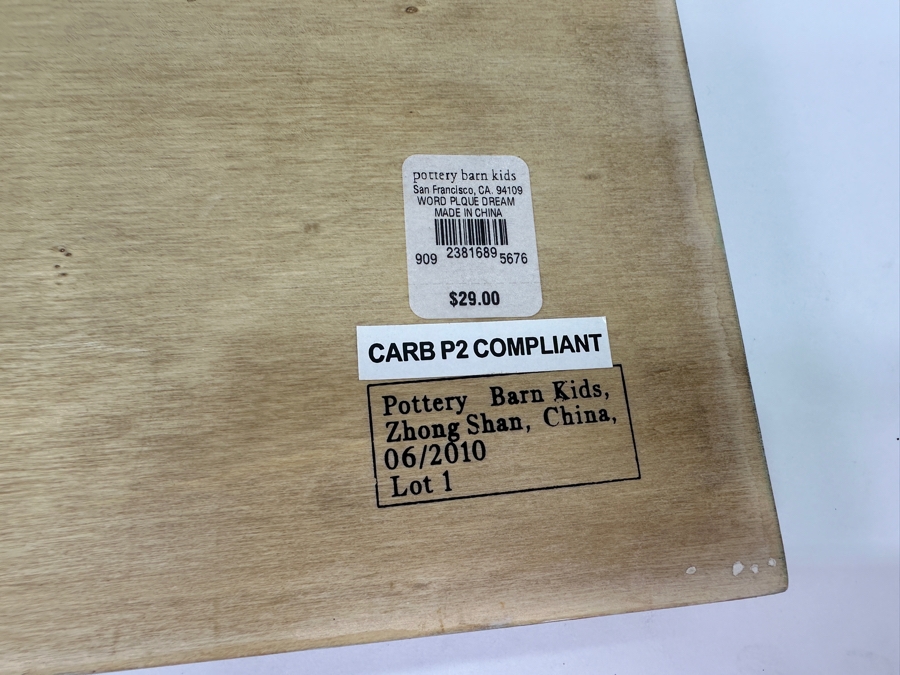 pottery barn kids
San Francisco, CA. 94109
WORD PLQUE DREAM
MADE IN CHINA
909 2381689 5676
$29.00
CARB P2 COMPLIANT
Pottery Barn Kids,
Zhong Shan, China,
06/2010
Lot 1